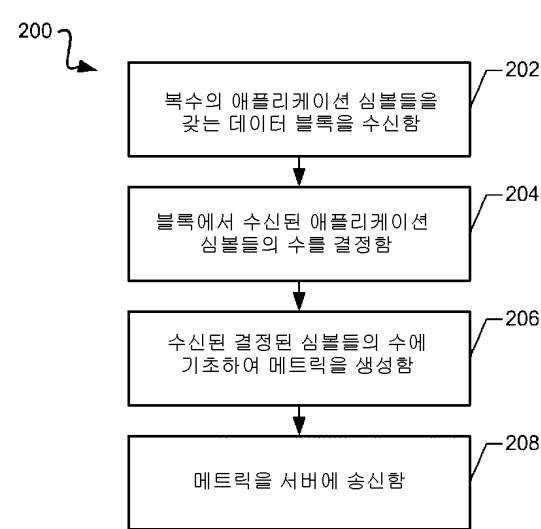 200
202
복수의 애플리케이션 심볼들을
갖는 데이터 블록을 수신함
204
블록에서 수신된 애플리케이션
심볼들의 수를 결정함
206
수신된 결정된 심볼들의 수에
기초하여 메트릭을 생성함
208
메트릭을 서버에 송신함